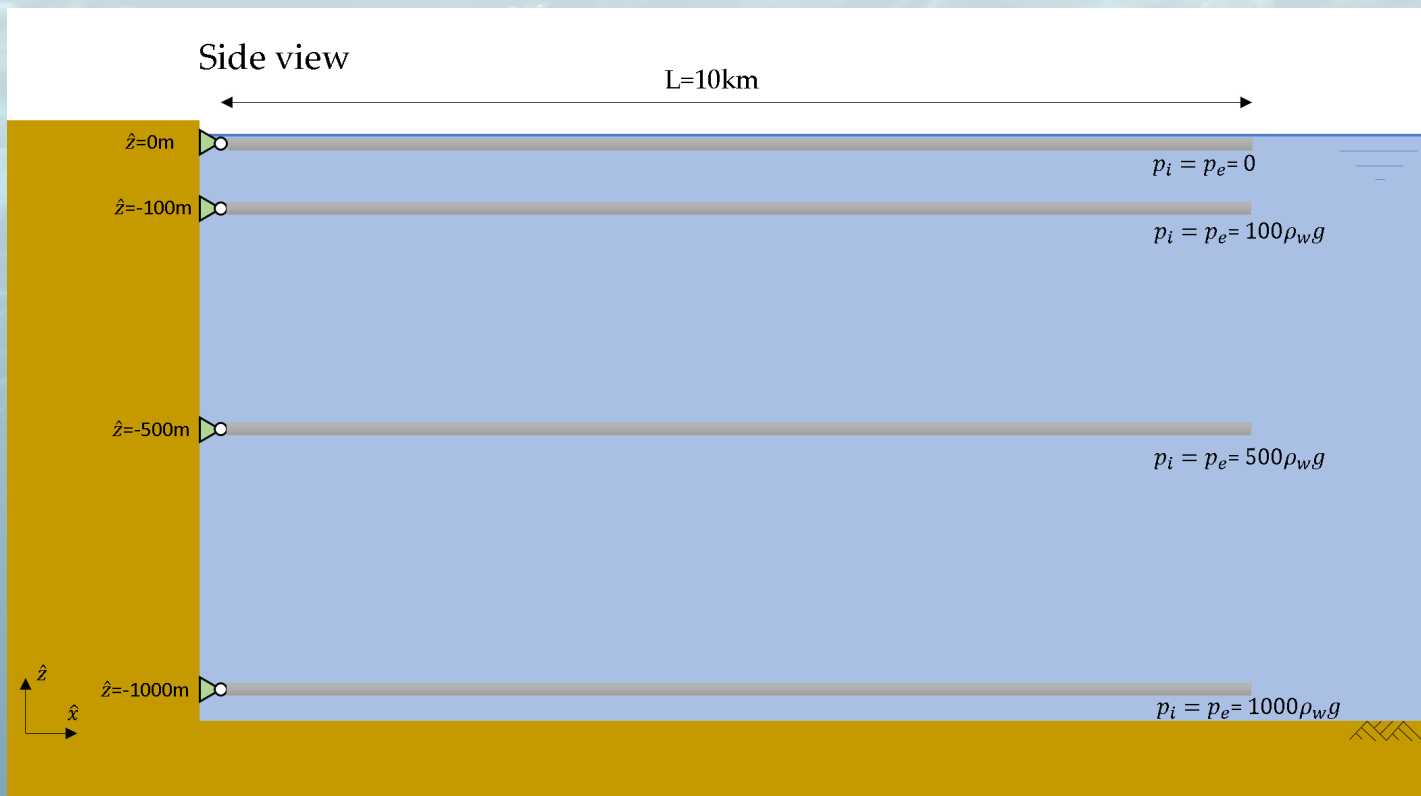 Side view
L=10km
ẑ=0m
pᵢ = pₑ= 0
ẑ=-100m
pᵢ = pₑ= 100ρ_w g
ẑ=-500m
pᵢ = pₑ= 500ρ_w g
ẑ
ẑ=-1000m
x̂
pᵢ = pₑ= 1000ρ_w g